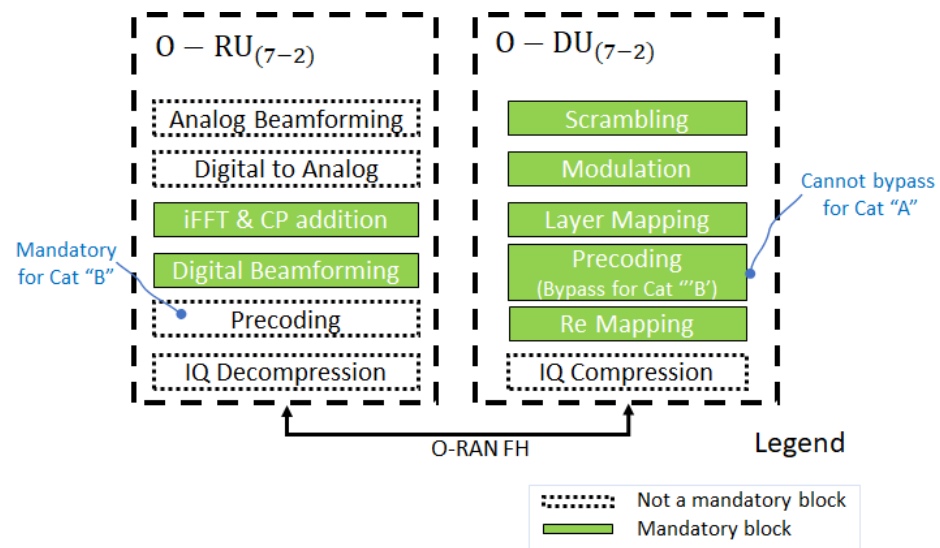 O – RU(7–2)
Analog Beamforming
Digital to Analog
iFFT & CP addition
Digital Beamforming
Precoding
IQ Decompression
Mandatory
for Cat “B”
O – DU(7–2)
Scrambling
Modulation
Layer Mapping
Precoding
(Bypass for Cat “’B’)
Re Mapping
IQ Compression
Cannot bypass
for Cat “A”
O-RAN FH
Legend
Not a mandatory block
Mandatory block